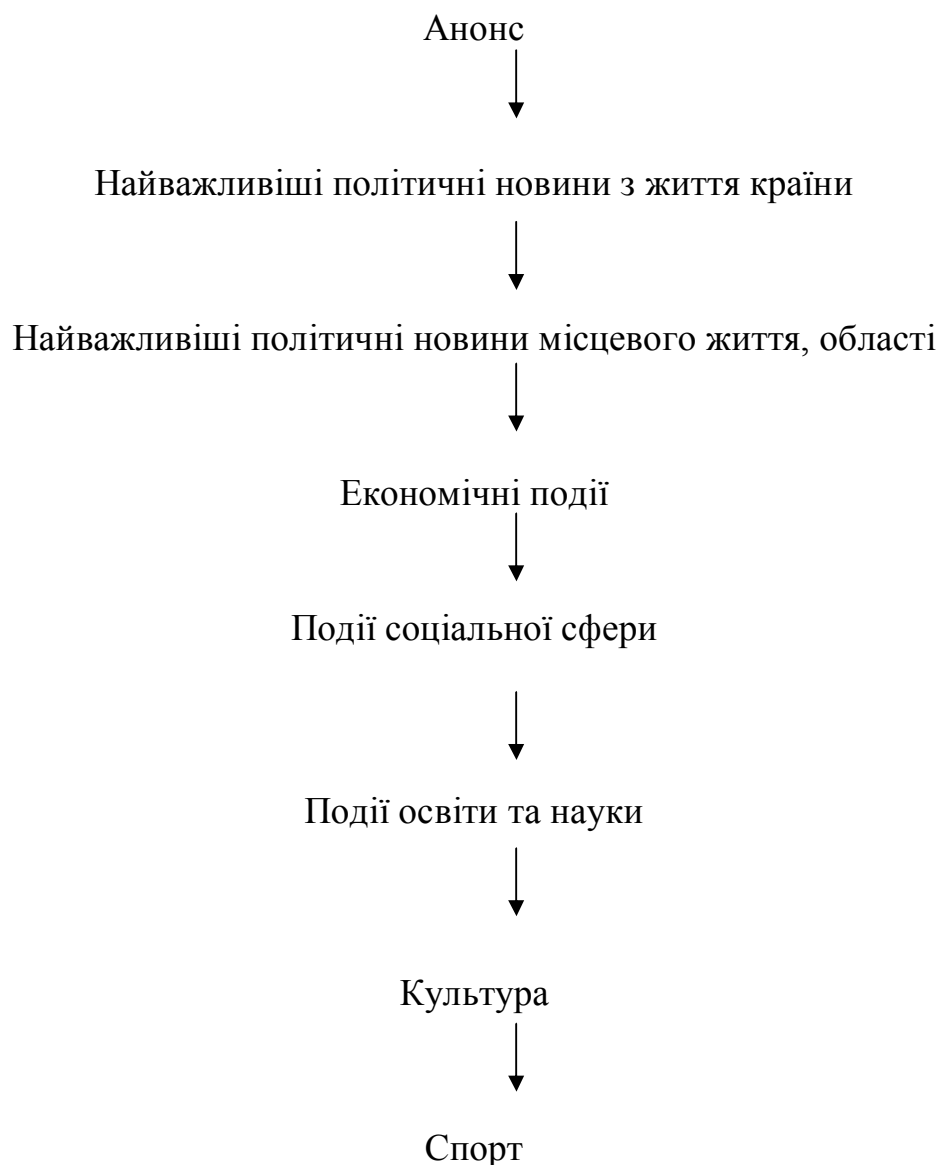 Анонс
Найважливіші політичні новини з життя країни
Найважливіші політичні новини місцевого життя, області
Економічні події
Події соціальної сфери
Події освіти та науки
Культура
Спорт